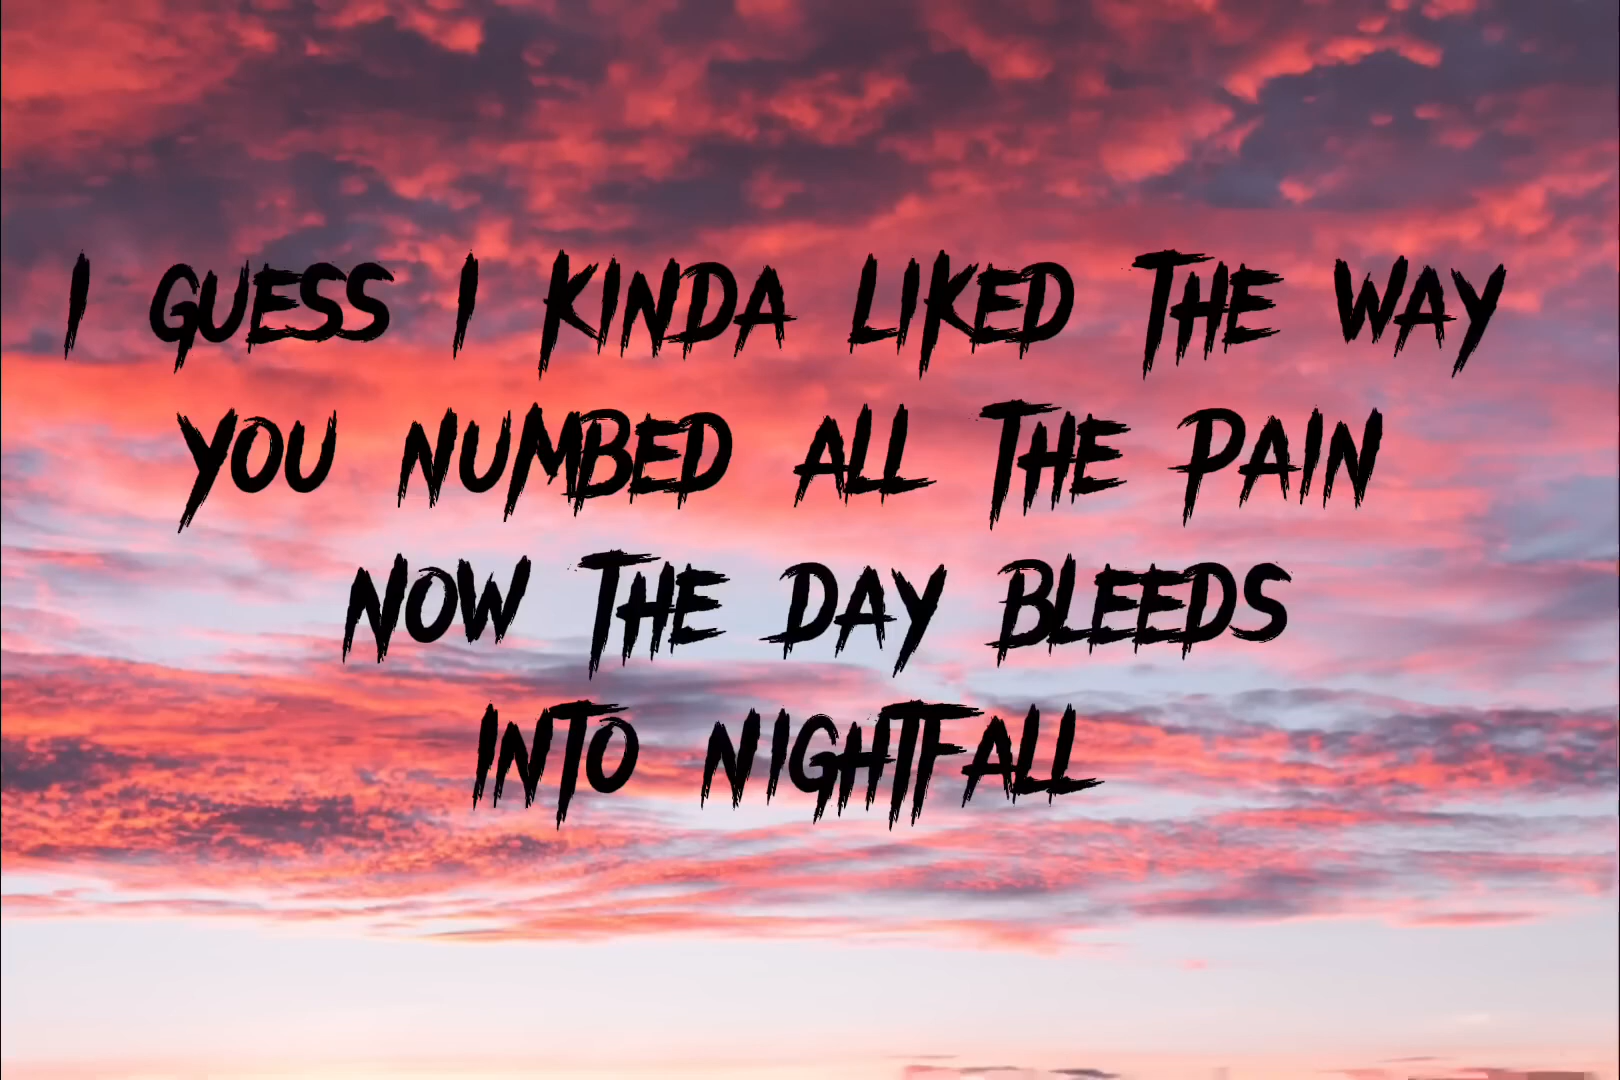 I GUESS I KINDA LIKED THE WAY
YOU NUMBED ALL THE PAIN
NOW THE DAY BLEEDS
INTO NIGHTFALL